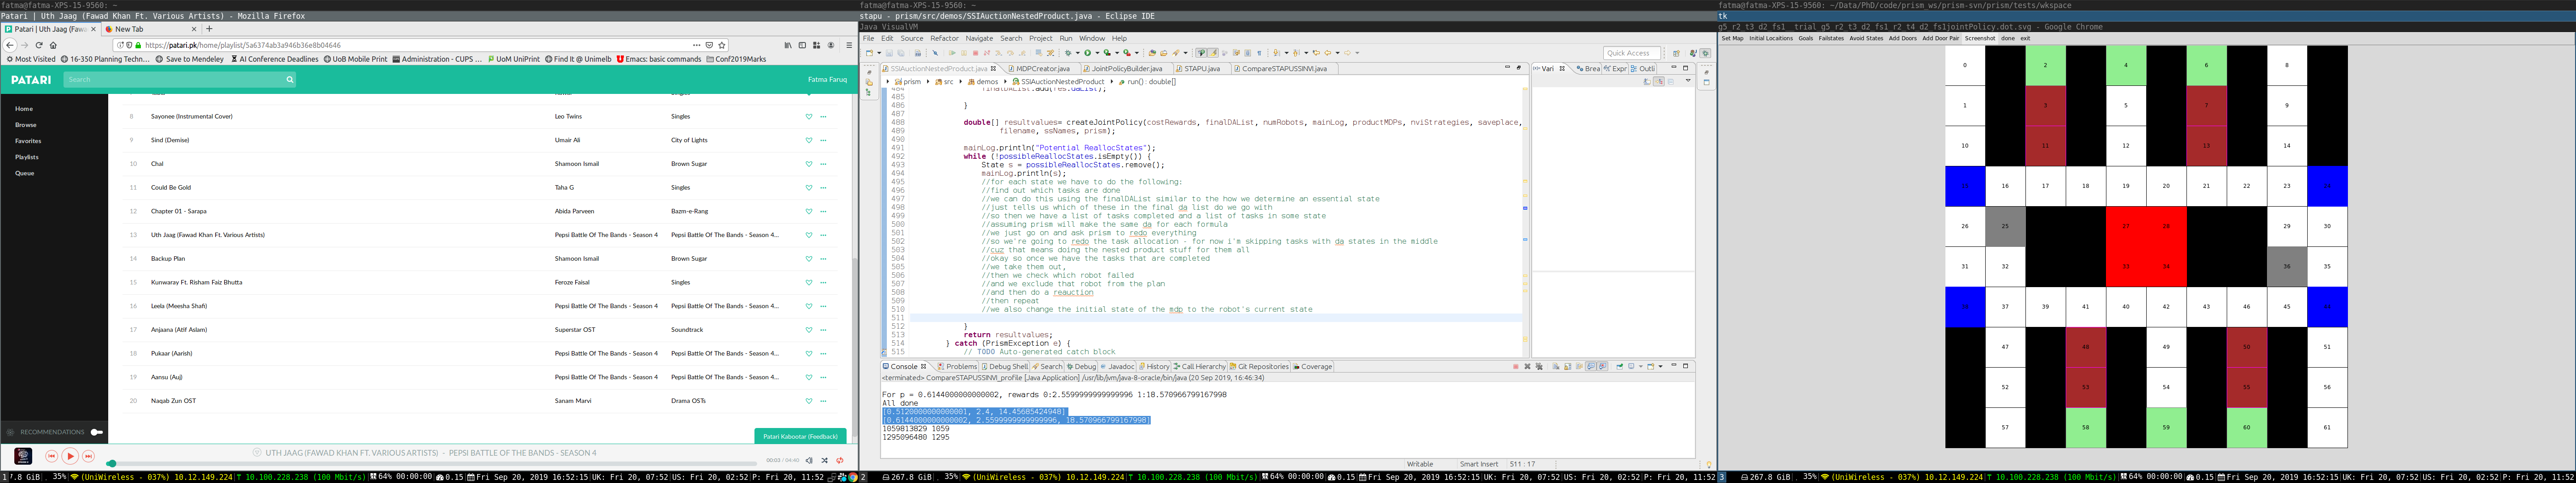 fatma@fatma-XPS-15-9560: ~
Patari | Uth Jaag (Fawad Khan Ft. Various Artists) - Mozilla Firefox
Patari | Uth Jaag (Fawa
New Tab
https://patari.pk/home/playlist/5a6374ab3a946b36e8b04646
Most Visited
16-350 Planning Techn...
Save to Mendeley
AI Conference Deadlines
UoB Mobile Print
Administration - CUPS ...
UoM UniPrint
Find It @ Unimelb
Emacs: basic commands
Conf2019Marks
PATARI
Search
Fatma Faruq
Home
Browse
Favorites
Playlists
Queue
8 Sayonee (Instrumental Cover) Leo Twins Singles
9 Sind (Demise) Umair Ali City of Lights
10 Chal Shamoon Ismail Brown Sugar
11 Could Be Gold Taha G Singles
12 Chapter 01 - Sarapa Abida Parveen Bazm-e-Rang
13 Uth Jaag (Fawad Khan Ft. Various Artists) Pepsi Battle Of The Bands - Season 4 Pepsi Battle Of The Bands - Season 4...
14 Backup Plan Shamoon Ismail Brown Sugar
15 Kunwaray Ft. Risham Faiz Bhutta Feroze Faisal Singles
16 Leela (Meesha Shafi) Pepsi Battle Of The Bands - Season 4 Pepsi Battle Of The Bands - Season 4...
17 Anjaana (Atif Aslam) Superstar OST Soundtrack
18 Pukaar (Aarish) Pepsi Battle Of The Bands - Season 4 Pepsi Battle Of The Bands - Season 4...
19 Aansu (Auj) Pepsi Battle Of The Bands - Season 4 Pepsi Battle Of The Bands - Season 4...
20 Naqab Zun OST Sanam Marvi Drama OSTs
RECOMMENDATIONS
Patari Kabootar (Feedback)
UTH JAAG (FAWAD KHAN FT. VARIOUS ARTISTS) - PEPSI BATTLE OF THE BANDS - SEASON 4
00:03 / 04:40
1 7.8 GiB 35% (UniWireless - 037%) 10.12.149.224 10.100.228.238 (100 Mbit/s) 64% 00:00:00 0.15 Fri Sep 20, 2019 16:52:15 UK: Fri 20, 07:52 US: Fri 20, 02:52 P: Fri 20, 11:52
fatma@fatma-XPS-15-9560: ~
stapu - prism/src/demos/SSIAuctionNestedProduct.java - Eclipse IDE
Java VisualVM
File Edit Source Refactor Navigate Search Project Run Window Help
Quick Access
SSIAuctionNestedProduct.java
MDPCreator.java
JointPolicyBuilder.java
STAPU.java
CompareSTAPUSSINVI.java
prism src demos SSIAuctionNestedProduct run() : double[]
484 finalDAList.add(res.daList);
485
486 }
487
488 double[] resultvalues= createJointPolicy(costRewards, finalDAList, numRobots, mainLog, productMDPs, nviStrategies, saveplace,
489 filename, ssNames, prism);
490
491 mainLog.println("Potential ReallocStates");
492 while (!possibleReallocStates.isEmpty()) {
493 State s = possibleReallocStates.remove();
494 mainLog.println(s);
495 //for each state we have to do the following:
496 //find out which tasks are done
497 //we can do this using the finalDAList similar to the how we determine an essential state
498 //just tells us which of these in the final da list do we go with
499 //so then we have a list of tasks completed and a list of tasks in some state
500 //assuming prism will make the same da for each formula
501 //we just go on and ask prism to redo everything
502 //so we're going to redo the task allocation - for now i'm skipping tasks with da states in the middle
503 //cuz that means doing the nested product stuff for them all
504 //okay so once we have the tasks that are completed
505 //we take them out,
506 //then we check which robot failed
507 //and we exclude that robot from the plan
508 //and then do a reauction
509 //then repeat
510 //we also change the initial state of the mdp to the robot's current state
511
512 }
513 return resultvalues;
514 } catch (PrismException e) {
515 // TODO Auto-generated catch block
Vari
Brea
Expr
Outli
Console Problems Debug Shell Search Debug Javadoc History Call Hierarchy Git Repositories Coverage
<terminated> CompareSTAPUSSINVI_profile [Java Application] /usr/lib/jvm/java-8-oracle/bin/java (20 Sep 2019, 16:46:34)
For p = 0.6144000000000002, rewards 0:2.5599999999999996 1:18.570966799167998
All done
[0.5120000000000001, 2.4, 14.45685424948]
[0.6144000000000002, 2.5599999999999996, 18.570966799167998]
1059813829 1059
1295096480 1295
Writable Smart Insert 511 : 17
2 267.8 GiB 35% (UniWireless - 037%) 10.12.149.224 10.100.228.238 (100 Mbit/s) 64% 00:00:00 0.15 Fri Sep 20, 2019 16:52:15 UK: Fri 20, 07:52 US: Fri 20, 02:52 P: Fri 20, 11:52
fatma@fatma-XPS-15-9560: ~/Data/PhD/code/prism_ws/prism-svn/prism/tests/wkspace
tk
g5_r2_t3_d2_fs1__trial_g5_r2_t3_d2_fs1_r2_t4_d2_fs1jointPolicy.dot.svg - Google Chrome
Set Map Initial Locaitions Goals Failstates Avoid States Add Doors Add Door Pair Screenshot done exit
0 2 4 6 8
1 3 5 7 9
10 11 12 13 14
16 17 18 19 20 21 22 23
26 25 27 28 29 30
31 32 33 34 36 35
37 39 41 40 42 43 46 45
47 48 49 50 51
52 53 54 55 56
57 58 59 60 61
3 267.8 GiB 35% (UniWireless - 037%) 10.12.149.224 10.100.228.238 (100 Mbit/s) 64% 00:00:00 0.15 Fri Sep 20, 2019 16:52:15 UK: Fri 20, 07:52 US: Fri 20, 02:52 P: Fri 20, 11:52